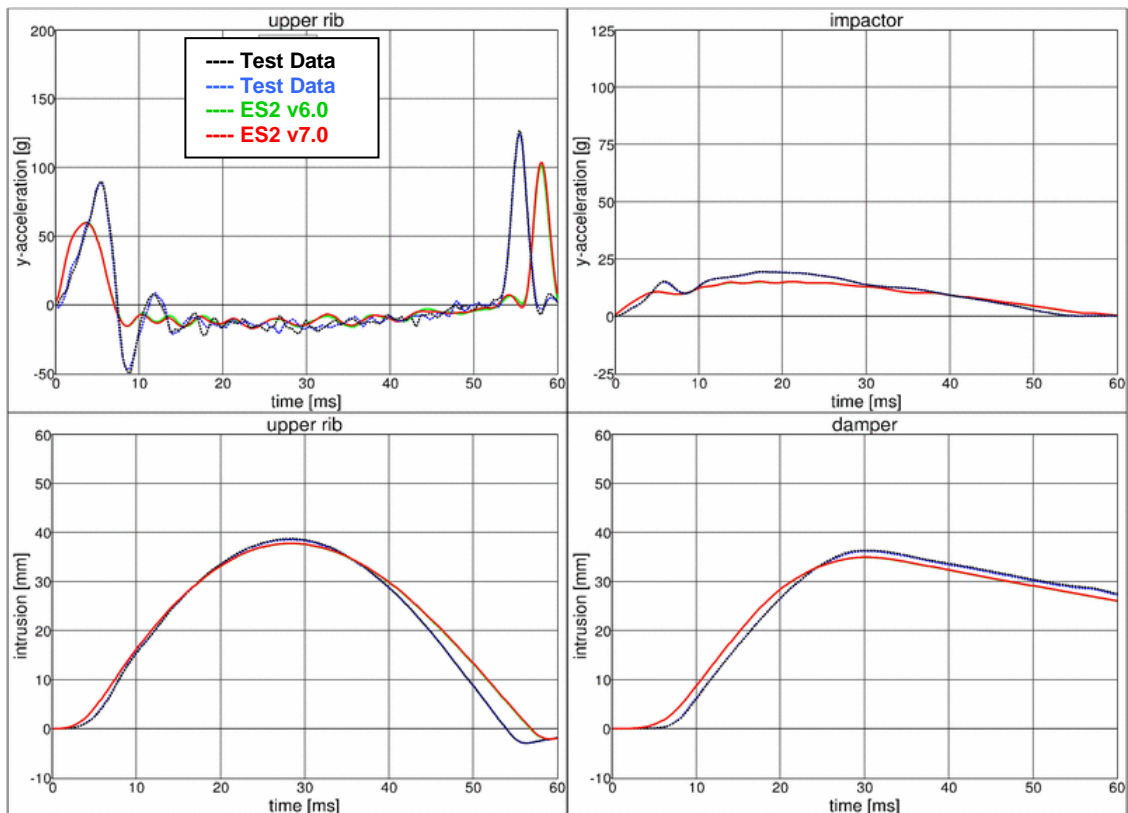 upper rib
200
150
100
50
0
-50
y-acceleration [g]
---- Test Data
---- Test Data
---- ES2 v6.0
---- ES2 v7.0
0 10 20 30 40 50 60
time [ms]
impactor
125
100
75
50
25
0
-25
y-acceleration [g]
0 10 20 30 40 50 60
time [ms]
upper rib
60
50
40
30
20
10
0
-10
intrusion [mm]
0 10 20 30 40 50 60
time [ms]
damper
60
50
40
30
20
10
0
-10
intrusion [mm]
0 10 20 30 40 50 60
time [ms]